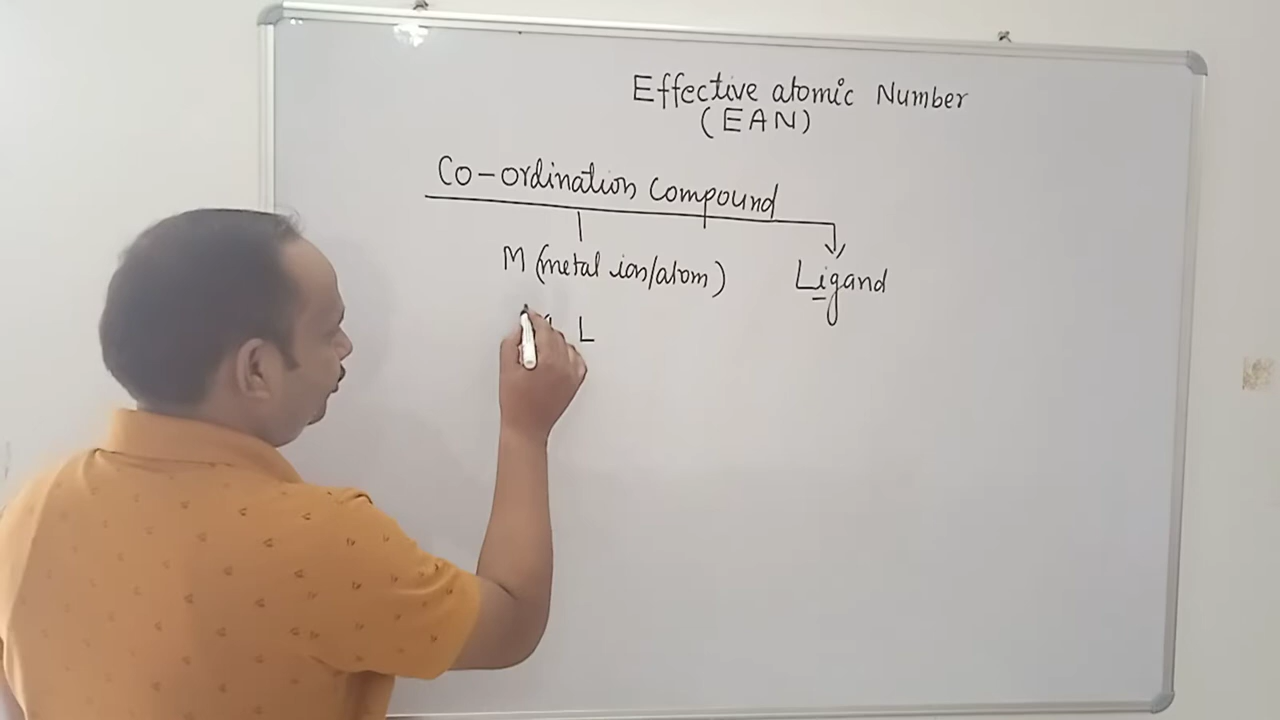 Effective atomic Number
(EAN)
Co-ordination Compound
M (metal ion/atom) Ligand
L